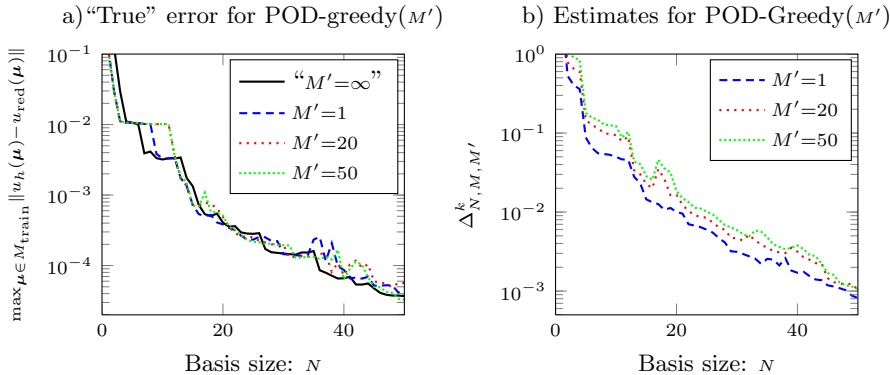 a)“True” error for POD-greedy(M′)
b) Estimates for POD-Greedy(M′)
max_{μ∈M_train} ‖u_h(μ)−u_red(μ)‖
10^{−1}
10^{−2}
10^{−3}
10^{−4}
0
20
40
Basis size: N
“M′=∞”
M′=1
M′=20
M′=50
Δ^k_{N,M,M′}
10^0
10^{−1}
10^{−2}
10^{−3}
0
20
40
Basis size: N
M′=1
M′=20
M′=50